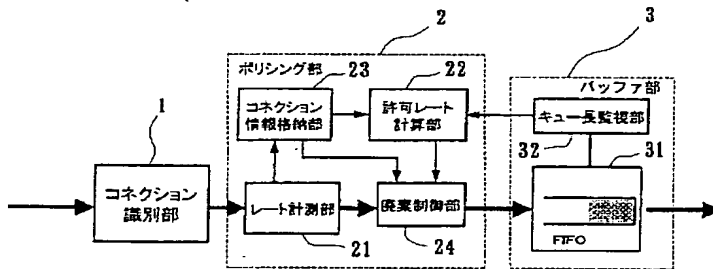 2
3
ポリシング部
23
22
バッファ部
コネクション
情報格納部
許可レート
計算部
キュー長監視部
32
31
1
コネクション
識別部
レート計測部
廃棄制御部
21
24
FIFO